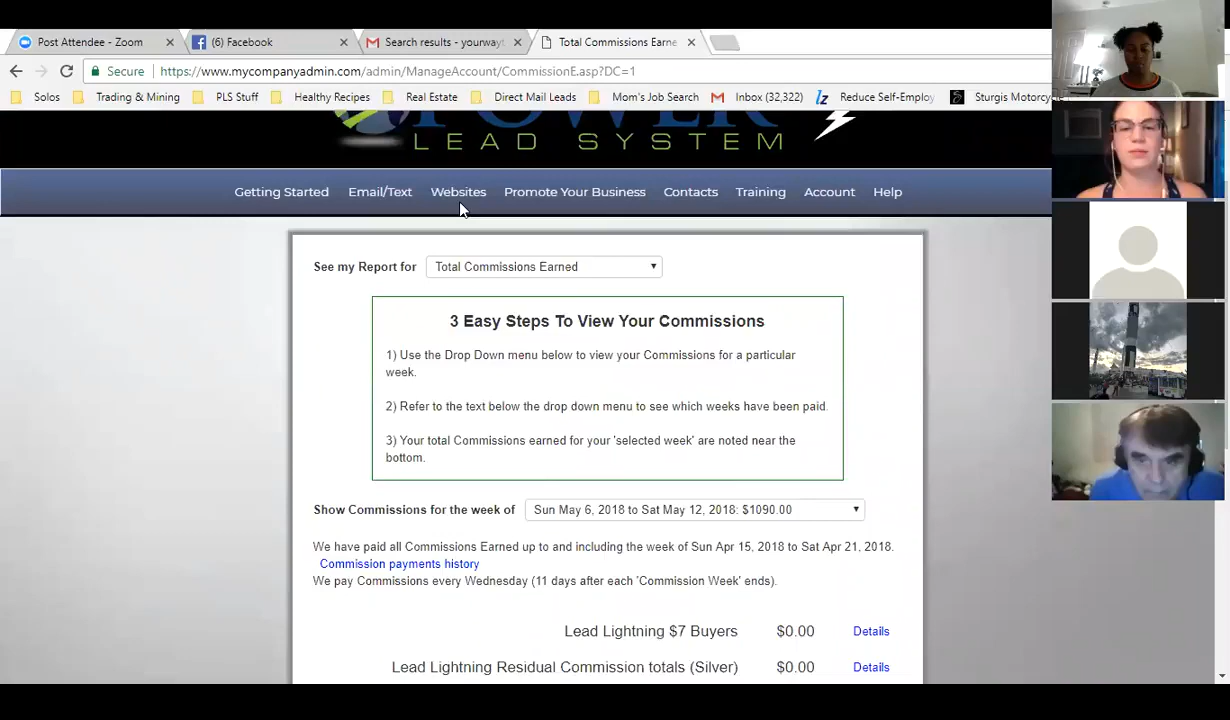 Post Attendee - Zoom
(6) Facebook
Search results - yourwayt
Total Commissions Earne
Secure
https://www.mycompanyadmin.com/admin/ManageAccount/CommissionE.asp?DC=1
Solos
Trading & Mining
PLS Stuff
Healthy Recipes
Real Estate
Direct Mail Leads
Mom's Job Search
Inbox (32,322)
Reduce Self-Employ
Sturgis Motorcycle
POWER
LEAD SYSTEM
Getting Started
Email/Text
Websites
Promote Your Business
Contacts
Training
Account
Help
See my Report for
Total Commissions Earned
3 Easy Steps To View Your Commissions
1) Use the Drop Down menu below to view your Commissions for a particular
week.
2) Refer to the text below the drop down menu to see which weeks have been paid.
3) Your total Commissions earned for your 'selected week' are noted near the
bottom.
Show Commissions for the week of
Sun May 6, 2018 to Sat May 12, 2018: $1090.00
We have paid all Commissions Earned up to and including the week of Sun Apr 15, 2018 to Sat Apr 21, 2018.
Commission payments history
We pay Commissions every Wednesday (11 days after each 'Commission Week' ends).
Lead Lightning $7 Buyers $0.00 Details
Lead Lightning Residual Commission totals (Silver) $0.00 Details